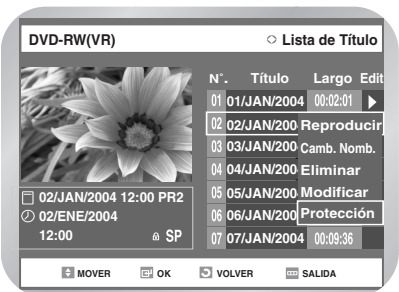 DVD-RW(VR) Lista de Título
N°. Título Largo Edit
01 01/JAN/2004 00:02:01
02 02/JAN/200 Reproducir
03 03/JAN/200 Camb. Nomb.
04 04/JAN/200 Eliminar
05 05/JAN/200 Modificar
06 06/JAN/200 Protección
07 07/JAN/2004 00:09:36
02/JAN/2004 12:00 PR2
02/ENE/2004
12:00 SP
MOVER OK VOLVER SALIDA